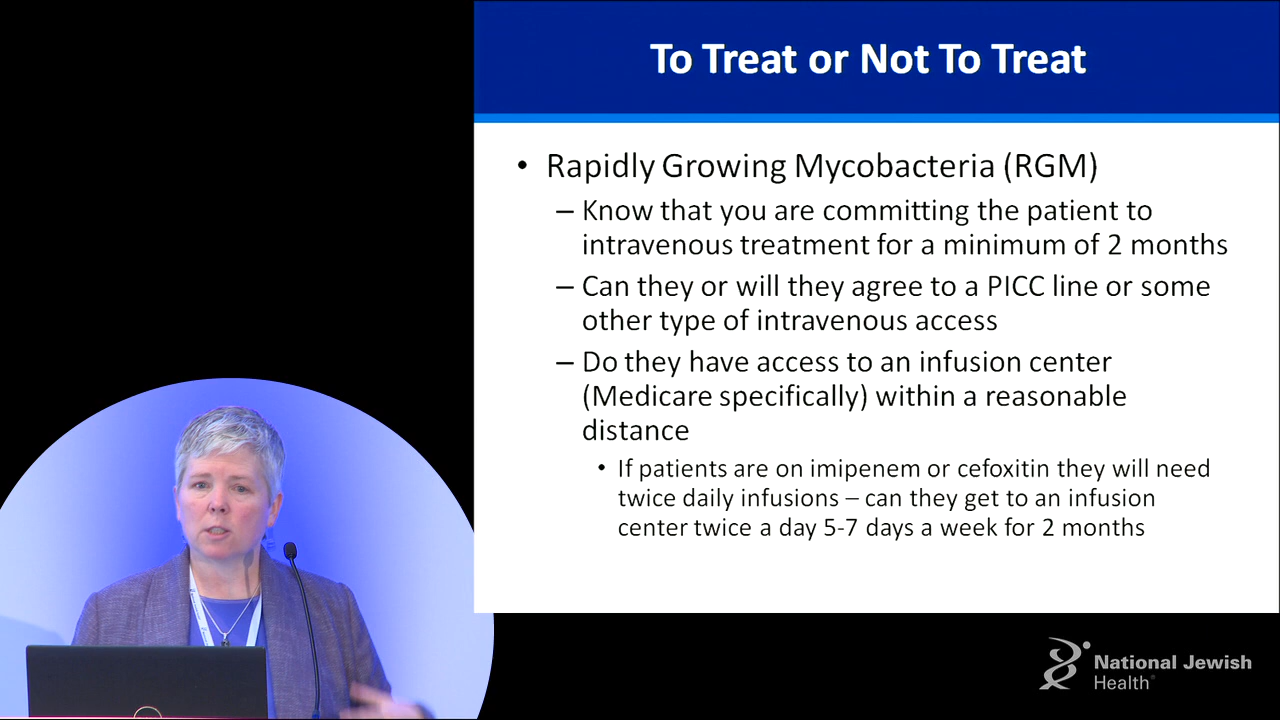 To Treat or Not To Treat
• Rapidly Growing Mycobacteria (RGM)
– Know that you are committing the patient to
intravenous treatment for a minimum of 2 months
– Can they or will they agree to a PICC line or some
other type of intravenous access
– Do they have access to an infusion center
(Medicare specifically) within a reasonable
distance
• If patients are on imipenem or cefoxitin they will need
twice daily infusions – can they get to an infusion
center twice a day 5-7 days a week for 2 months
National Jewish
Health®